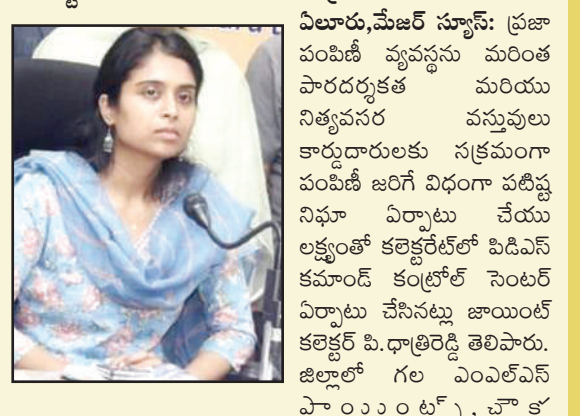 ఏలూరు,మేజర్ న్యూస్: ప్రజా
పంపిణీ వ్యవస్థను మరింత
పారదర్శకత మరియు
నిత్యవసర వస్తువులు
కార్డుదారులకు సక్రమంగా
పంపిణీ జరిగే విధంగా పటిష్ట
నిఘా ఏర్పాటు చేయు
లక్ష్యంతో కలెక్టరేట్‌లో పిడిఎస్
కమాండ్ కంట్రోల్ సెంటర్
ఏర్పాటు చేసినట్లు జాయింట్
కలెక్టర్ పి.ధాత్రిరెడ్డి తెలిపారు.
జిల్లాలో గల ఎంఎల్ఎస్